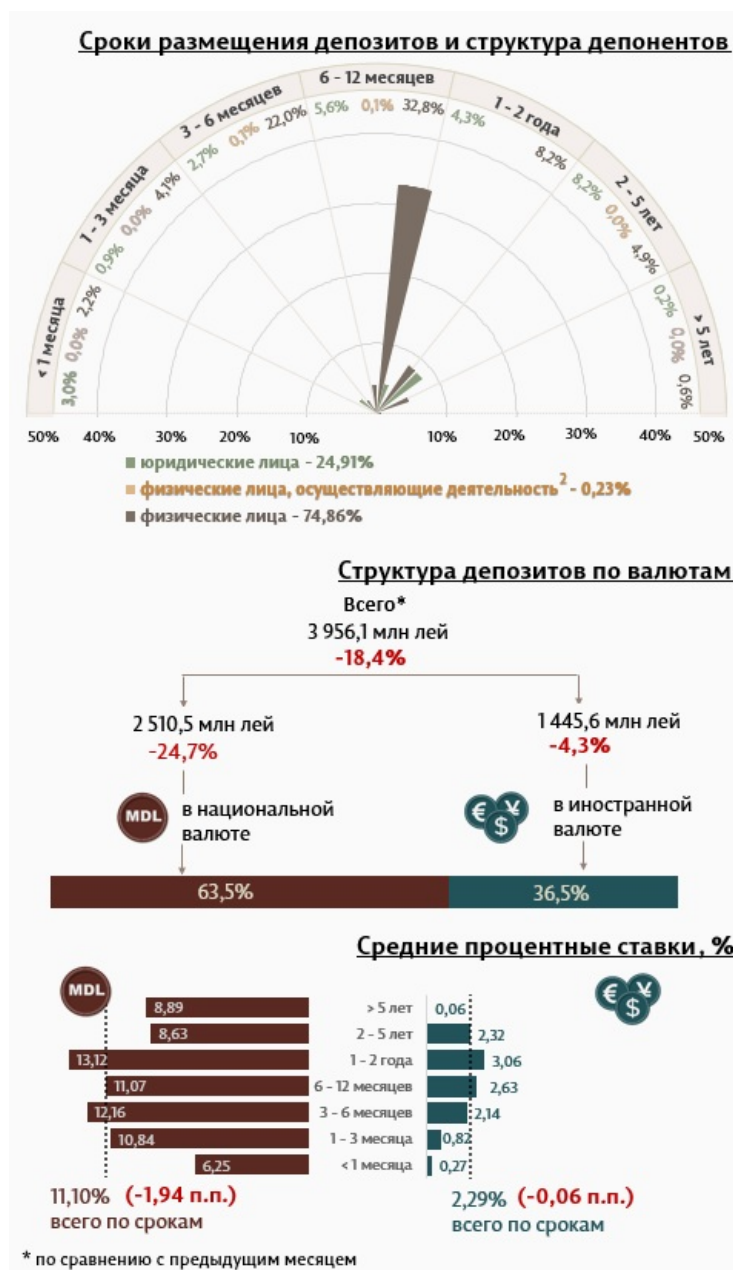 Сроки размещения депозитов и структура депонентов
< 1 месяца
1 - 3 месяца
3 - 6 месяцев
6 - 12 месяцев
1 - 2 года
2 - 5 лет
> 5 лет
3,0% 0,0% 2,2%
0,9% 0,0% 4,1%
2,7% 0,1% 22,0%
5,6% 0,1% 32,8%
4,3% 8,2%
8,2% 0,0% 4,9%
0,2% 0,0% 0,6%
50% 40% 30% 20% 10% 10% 20% 30% 40% 50%
юридические лица - 24,91%
физические лица, осуществляющие деятельность2 - 0,23%
физические лица - 74,86%
Структура депозитов по валютам
Всего*
3 956,1 млн лей
-18,4%
2 510,5 млн лей
-24,7%
1 445,6 млн лей
-4,3%
MDL
в национальной
валюте
€ ¥ $
в иностранной
валюте
63,5% 36,5%
Средние процентные ставки, %
MDL
€ ¥ $
8,89 > 5 лет 0,06
8,63 2 - 5 лет 2,32
13,12 1 - 2 года 3,06
11,07 6 - 12 месяцев 2,63
12,16 3 - 6 месяцев 2,14
10,84 1 - 3 месяца 0,82
6,25 < 1 месяца 0,27
11,10% (-1,94 п.п.)
всего по срокам
2,29% (-0,06 п.п.)
всего по срокам
* по сравнению с предыдущим месяцем